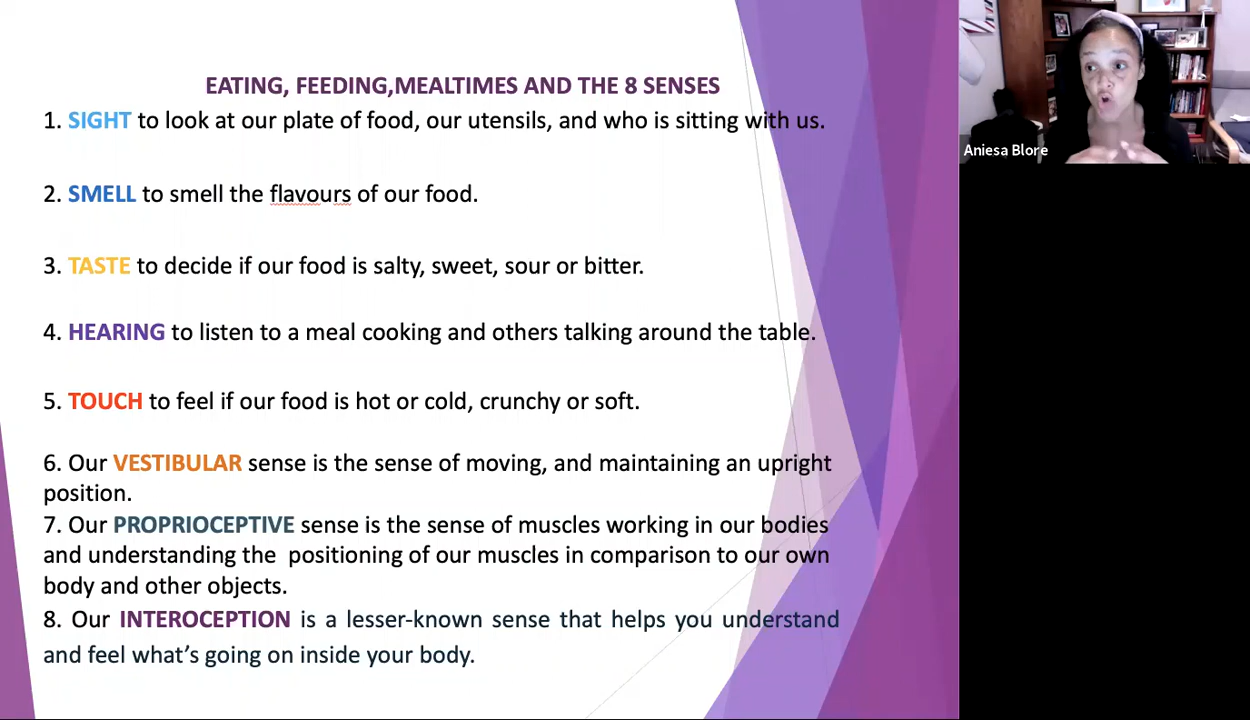 EATING, FEEDING,MEALTIMES AND THE 8 SENSES
1. SIGHT to look at our plate of food, our utensils, and who is sitting with us.
2. SMELL to smell the flavours of our food.
3. TASTE to decide if our food is salty, sweet, sour or bitter.
4. HEARING to listen to a meal cooking and others talking around the table.
5. TOUCH to feel if our food is hot or cold, crunchy or soft.
6. Our VESTIBULAR sense is the sense of moving, and maintaining an upright
position.
7. Our PROPRIOCEPTIVE sense is the sense of muscles working in our bodies
and understanding the  positioning of our muscles in comparison to our own
body and other objects.
8. Our INTEROCEPTION is a lesser-known sense that helps you understand
and feel what’s going on inside your body.
Aniesa Blore